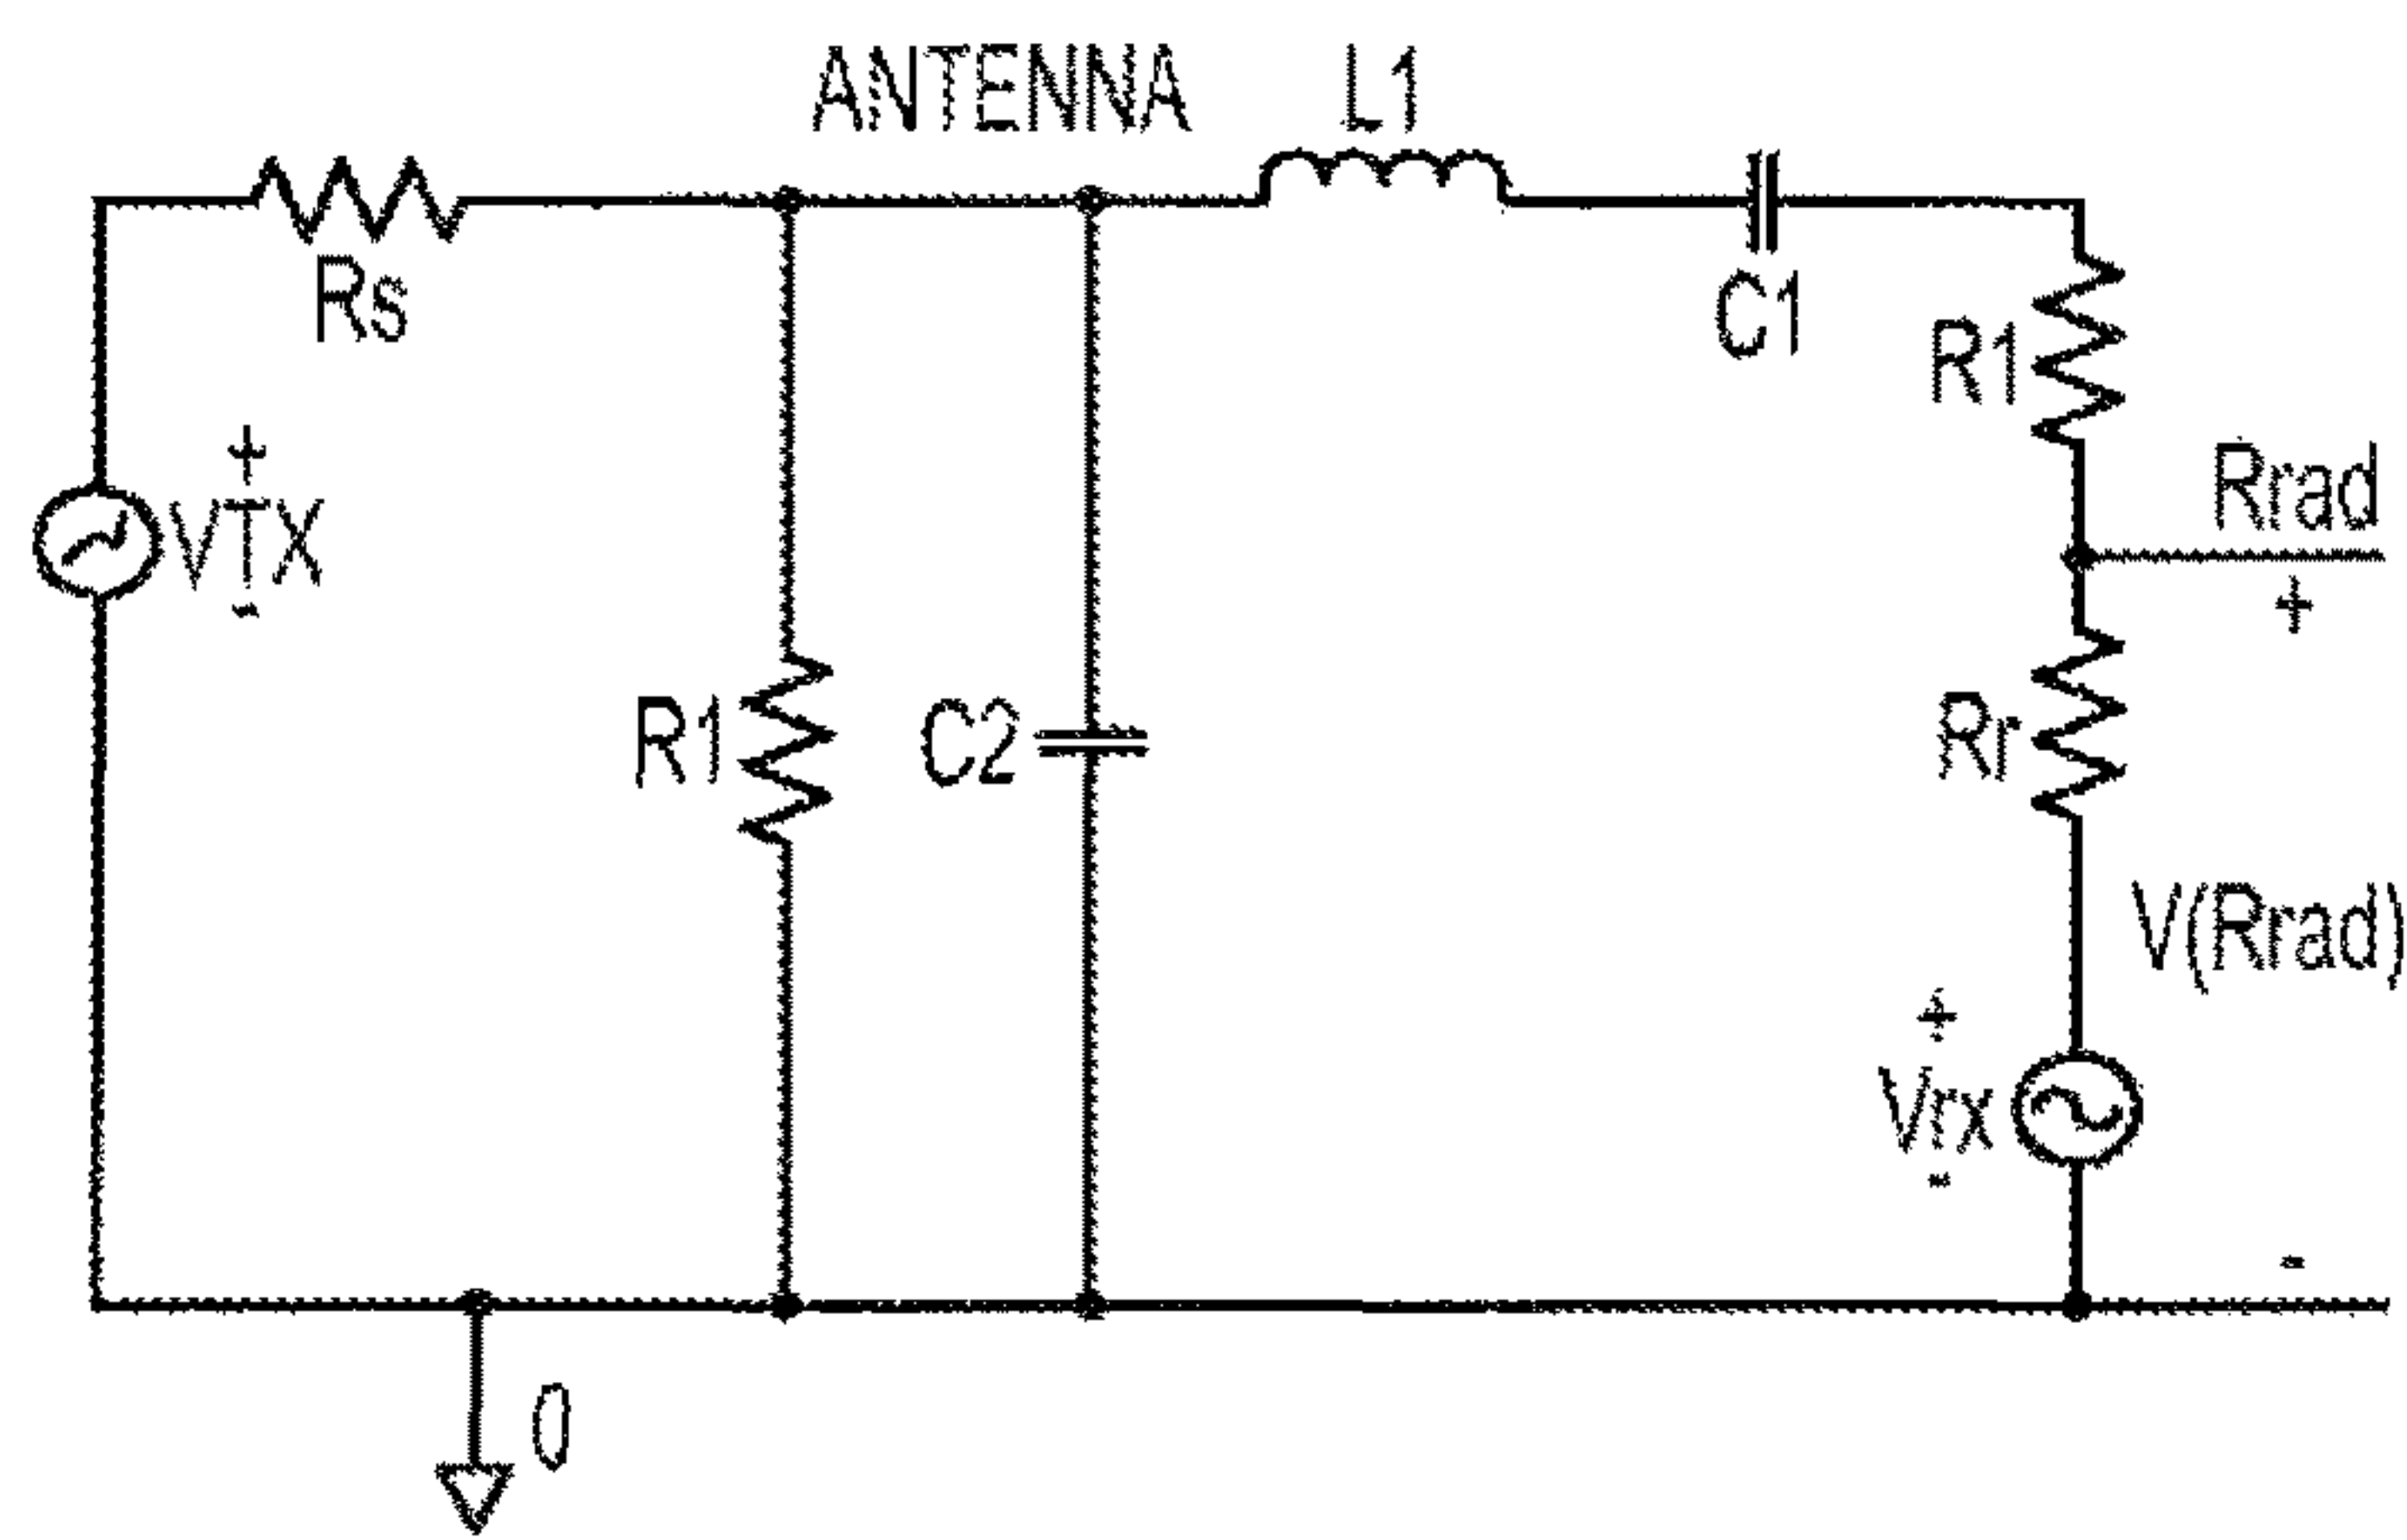 ANTENNA L1
Rs
C1
R1
Rrad
+
VTX
-
+
R1
C2
Rr
V(Rrad)
+
Vrx
-
-
0